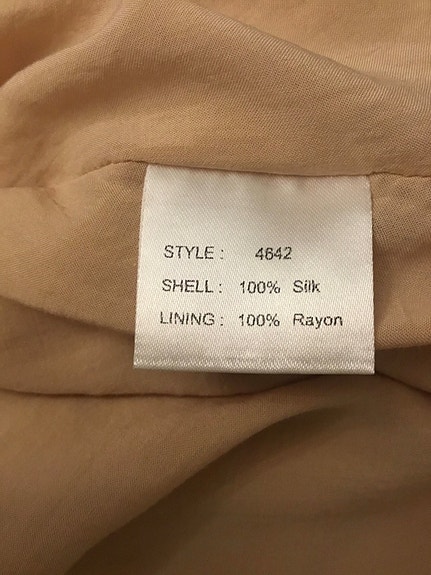 STYLE : 4642
SHELL : 100% Silk
LINING : 100% Rayon